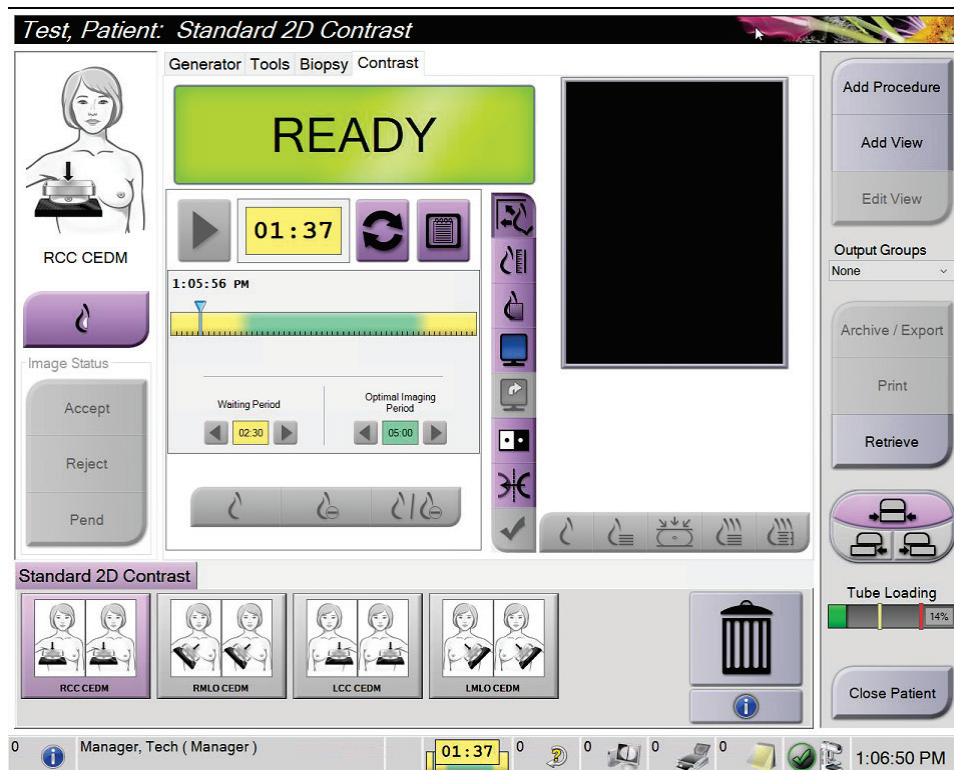 Test, Patient: Standard 2D Contrast
Generator Tools Biopsy Contrast
READY
RCC CEDM
01:37
1:05:56 PM
Waiting Period
Optimal Imaging
Period
02:30
05:00
Image Status
Accept
Reject
Pend
Add Procedure
Add View
Edit View
Output Groups
None
Archive / Export
Print
Retrieve
Tube Loading
14%
Close Patient
Standard 2D Contrast
RCC CEDM
RMLO CEDM
LCC CEDM
LMLO CEDM
0
Manager, Tech ( Manager )
01:37
0
0
0
0
1:06:50 PM